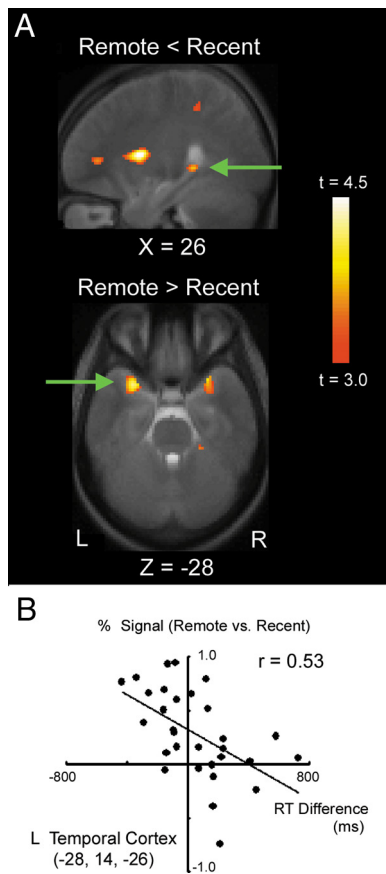 A
Remote < Recent
X = 26
t = 4.5
t = 3.0
Remote > Recent
L
R
Z = -28
B
% Signal (Remote vs. Recent)
1.0
r = 0.53
-800
800
RT Difference
(ms)
L Temporal Cortex
(-28, 14, -26)
-1.0